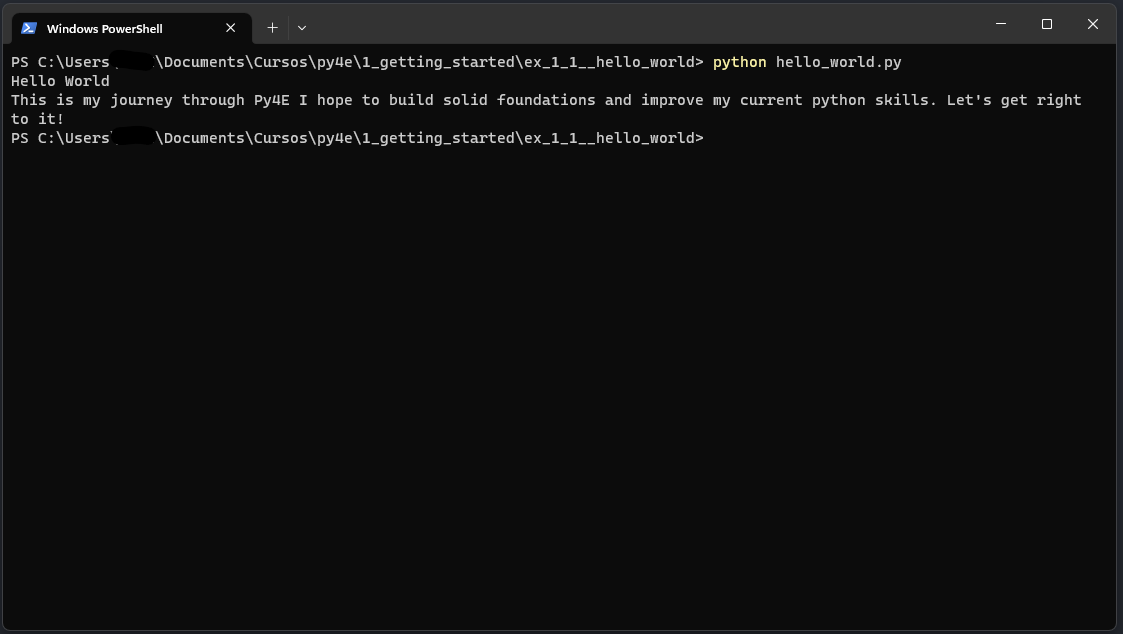 Windows PowerShell
PS C:\Users \Documents\Cursos\py4e\1_getting_started\ex_1_1__hello_world> python hello_world.py
Hello World
This is my journey through Py4E I hope to build solid foundations and improve my current python skills. Let's get right
to it!
PS C:\Users \Documents\Cursos\py4e\1_getting_started\ex_1_1__hello_world>